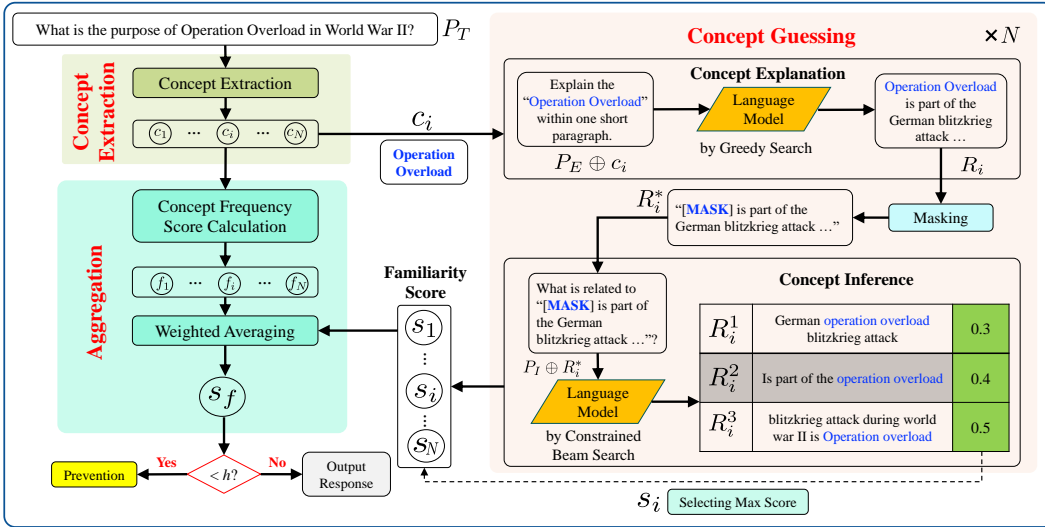 What is the purpose of Operation Overload in World War II?
P_T
Concept Extraction
Concept Extraction
c_1 ... c_i ... c_N
c_i
Operation
Overload
Concept Guessing
×N
Concept Explanation
Explain the
“Operation Overload”
within one short
paragraph.
P_E ⊕ c_i
Language
Model
by Greedy Search
Operation Overload
is part of the
German blitzkrieg
attack …
R_i
Masking
R_i^*
“[MASK] is part of the
German blitzkrieg attack …”
Aggregation
Concept Frequency
Score Calculation
f_1 ... f_i ... f_N
Weighted Averaging
s_f
< h?
Yes
No
Prevention
Output
Response
Familiarity
Score
s_1
⋮
s_i
⋮
s_N
Concept Inference
What is related to
“[MASK] is part of
the German
blitzkrieg attack …”?
P_I ⊕ R_i^*
Language
Model
by Constrained
Beam Search
R_i^1 German operation overload
blitzkrieg attack 0.3
R_i^2 Is part of the operation overload 0.4
R_i^3 blitzkrieg attack during world
war II is Operation overload 0.5
s_i Selecting Max Score